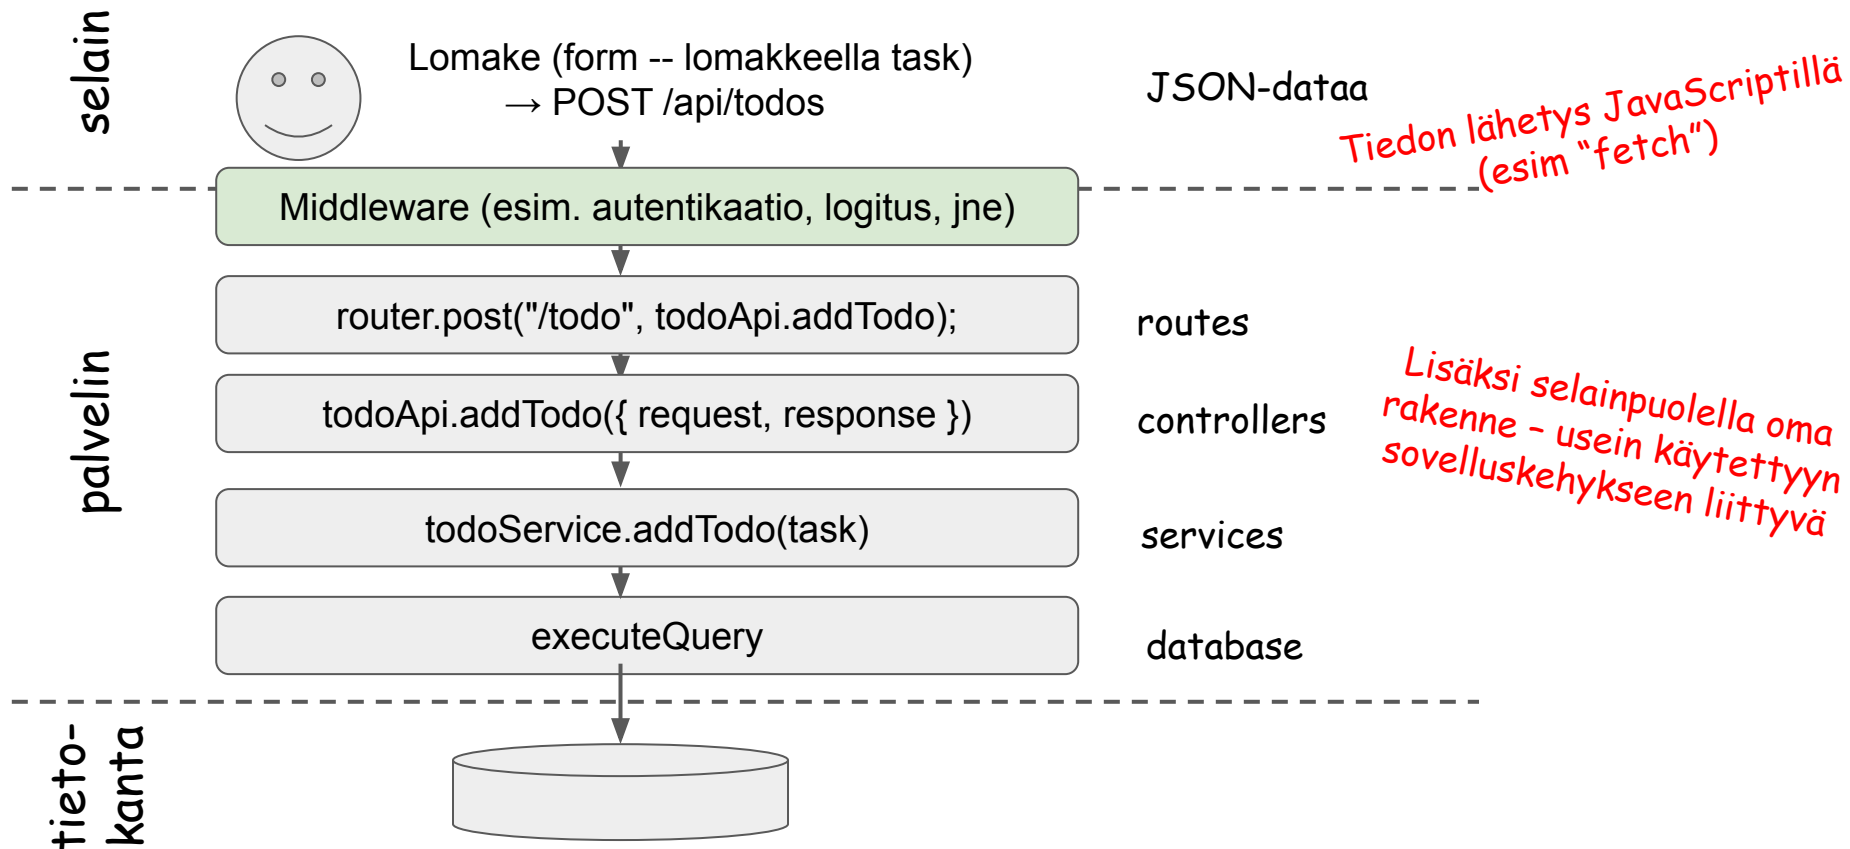 selain
Lomake (form -- lomakkeella task)
→ POST /api/todos
JSON-dataa
Tiedon lähetys JavaScriptillä
(esim “fetch”)
Middleware (esim. autentikaatio, logitus, jne)
palvelin
router.post("/todo", todoApi.addTodo);
routes
todoApi.addTodo({ request, response })
controllers
Lisäksi selainpuolella oma
rakenne – usein käytettyyn
sovelluskehykseen liittyvä
todoService.addTodo(task)
services
executeQuery
database
tieto-
kanta